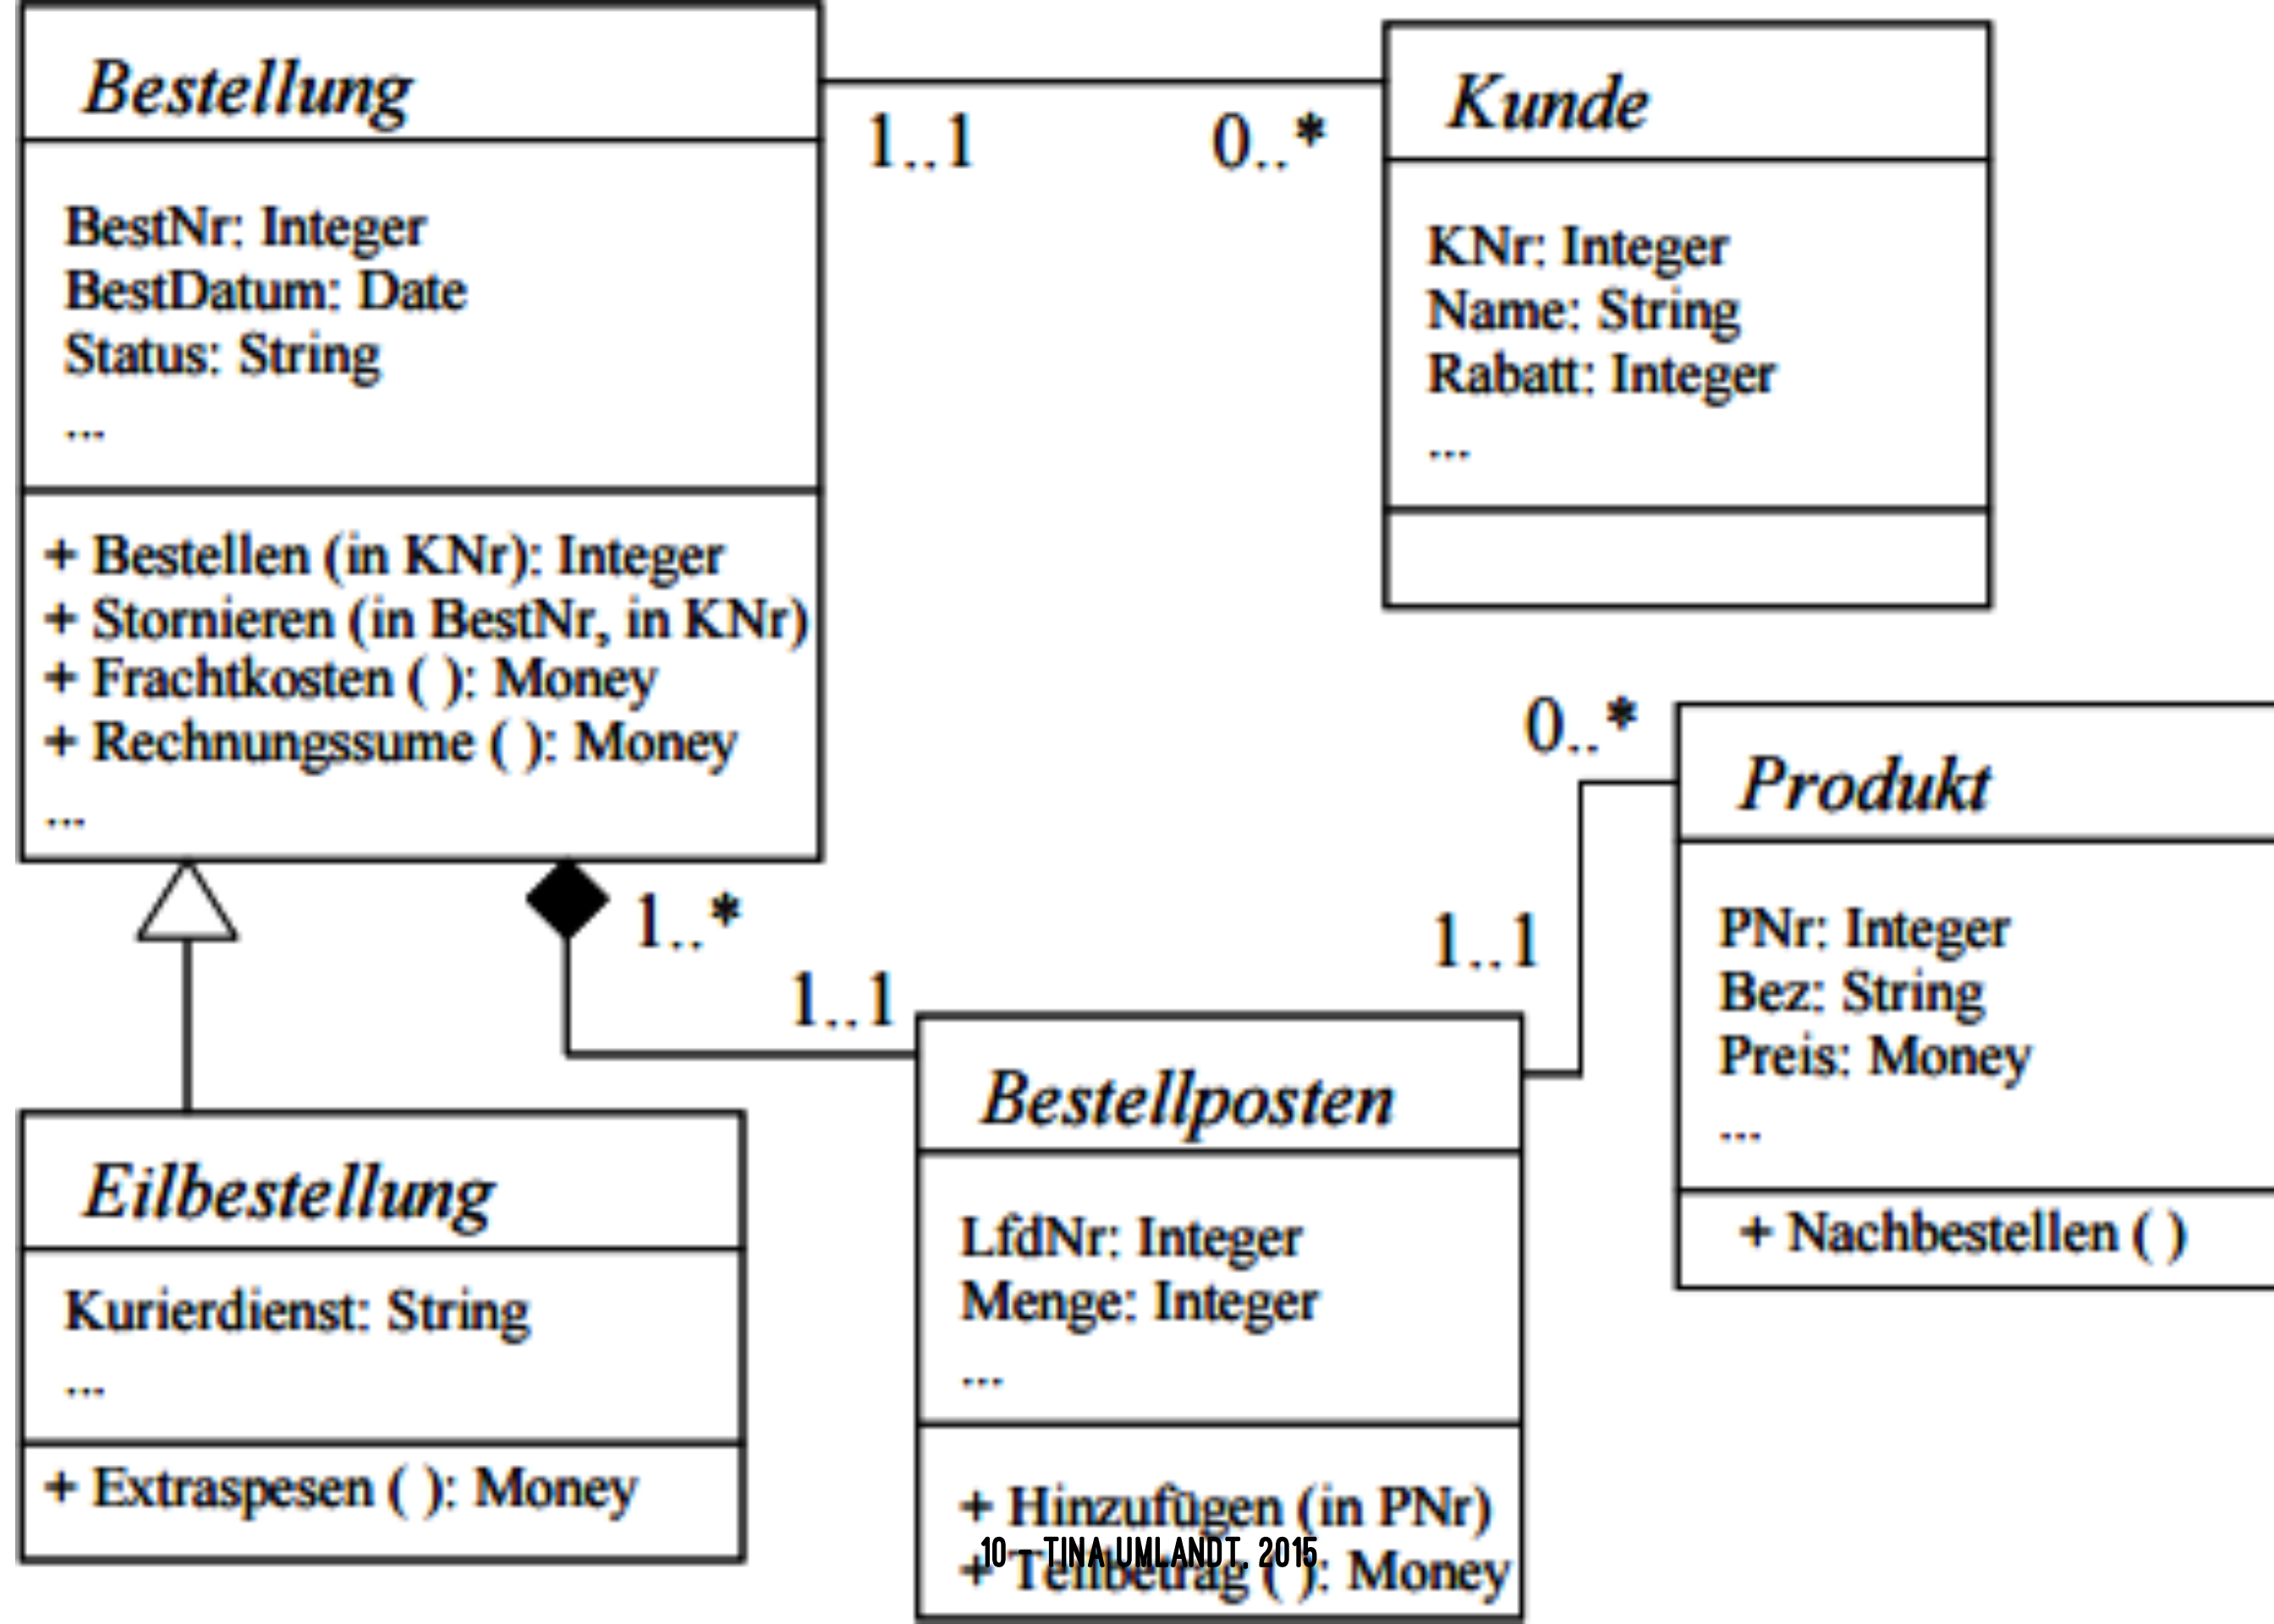 Bestellung
BestNr: Integer
BestDatum: Date
Status: String
...
+ Bestellen (in KNr): Integer
+ Stornieren (in BestNr, in KNr)
+ Frachtkosten ( ): Money
+ Rechnungssume ( ): Money
...
1..1
0..*
Kunde
KNr: Integer
Name: String
Rabatt: Integer
...
1..*
1..1
Eilbestellung
Kurierdienst: String
...
+ Extraspesen ( ): Money
Bestellposten
LfdNr: Integer
Menge: Integer
...
+ Hinzufügen (in PNr)
+ Teilbetrag ( ): Money
1..1
0..*
Produkt
PNr: Integer
Bez: String
Preis: Money
...
+ Nachbestellen ( )
10 - TINA UMLANDT, 2015